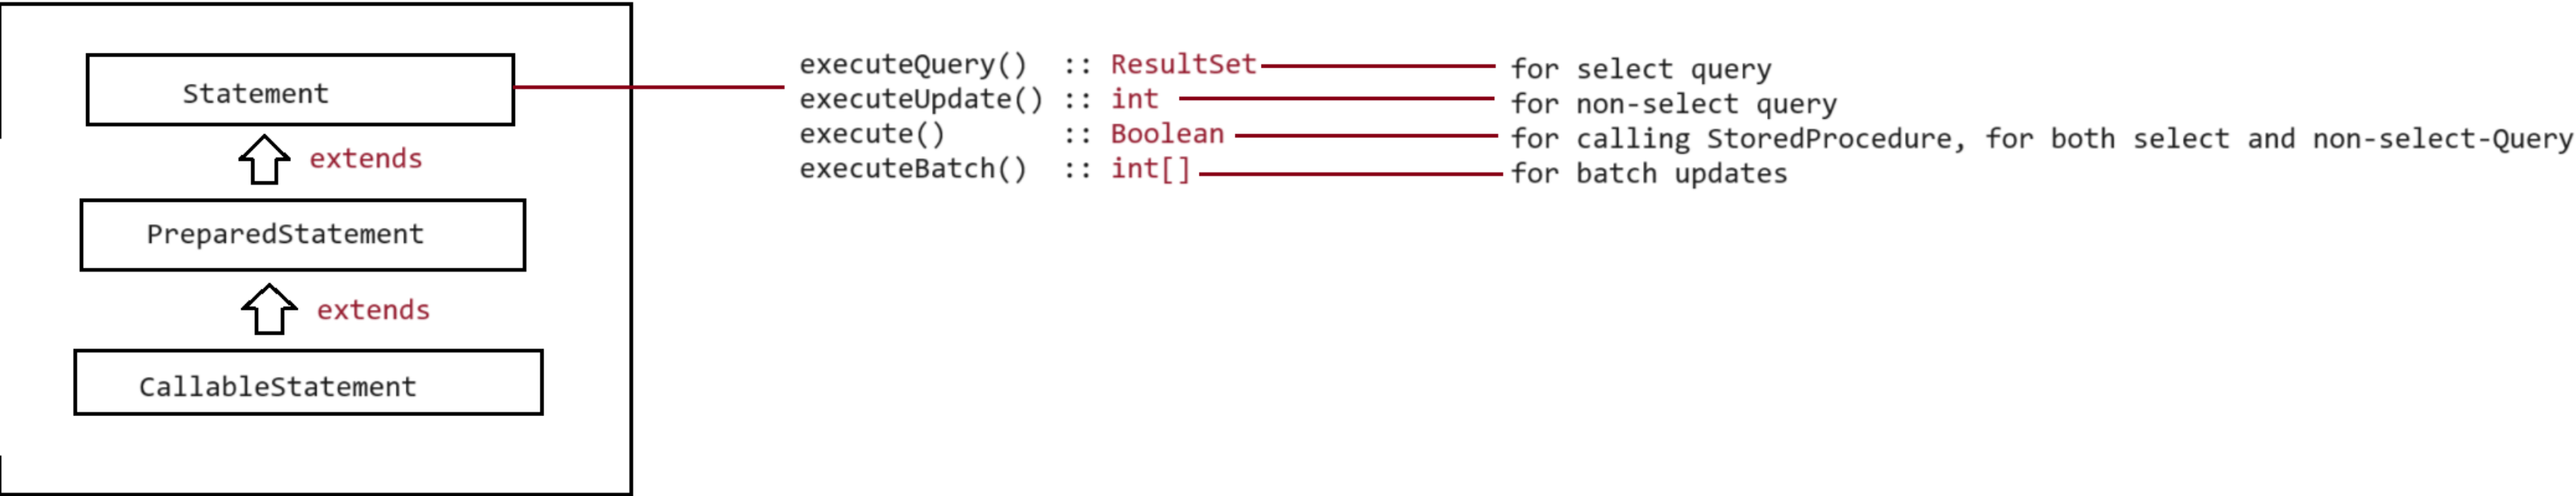 Statement
extends
PreparedStatement
extends
CallableStatement
executeQuery() :: ResultSet for select query
executeUpdate() :: int for non-select query
execute() :: Boolean for calling StoredProcedure, for both select and non-select-Query
executeBatch() :: int[] for batch updates